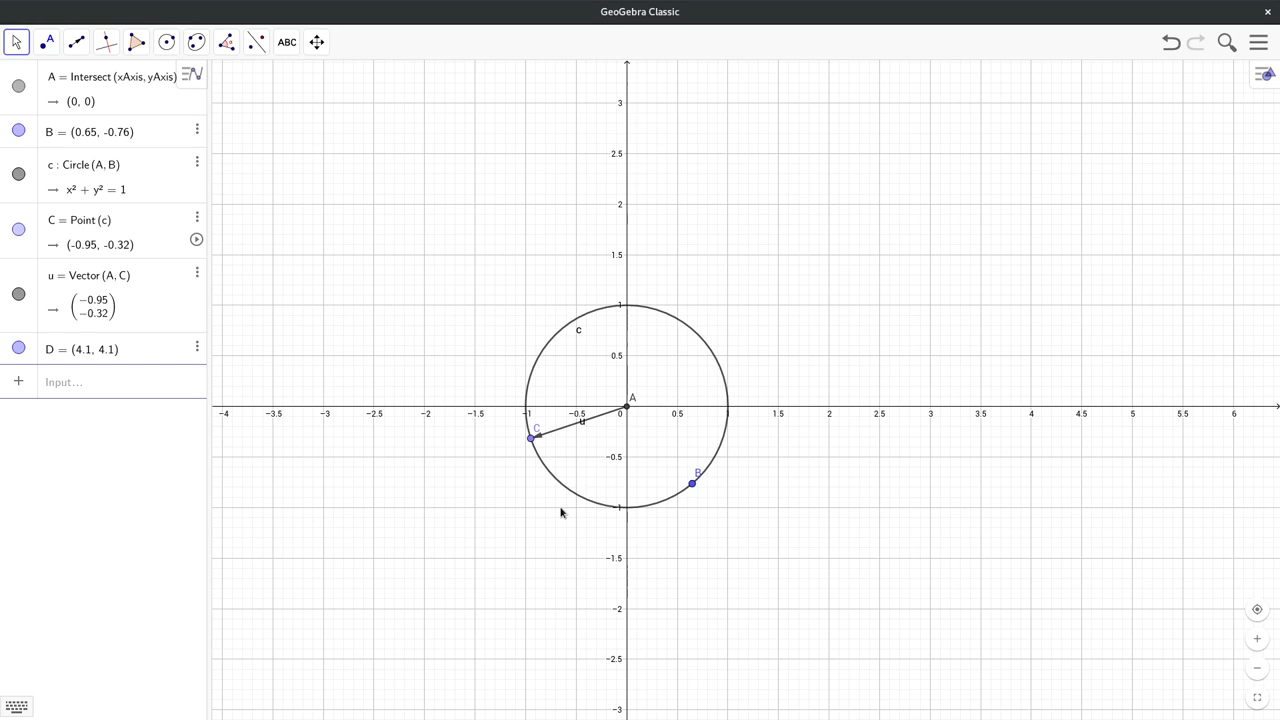 GeoGebra Classic
×
ABC
A = Intersect (xAxis, yAxis)
→ (0, 0)
B = (0.65, -0.76)
c : Circle (A, B)
→ x² + y² = 1
C = Point (c)
→ (-0.95, -0.32)
u = Vector (A, C)
→ (−0.95
−0.32)
D = (4.1, 4.1)
+ Input...
3
2.5
2
1.5
1
c
0.5
A
−4 −3.5 −3 −2.5 −2 −1.5 −1 −0.5 0 0.5 1 1.5 2 2.5 3 3.5 4 4.5 5 5.5 6
u
C
−0.5
B
−1
−1.5
−2
−2.5
−3
+
−